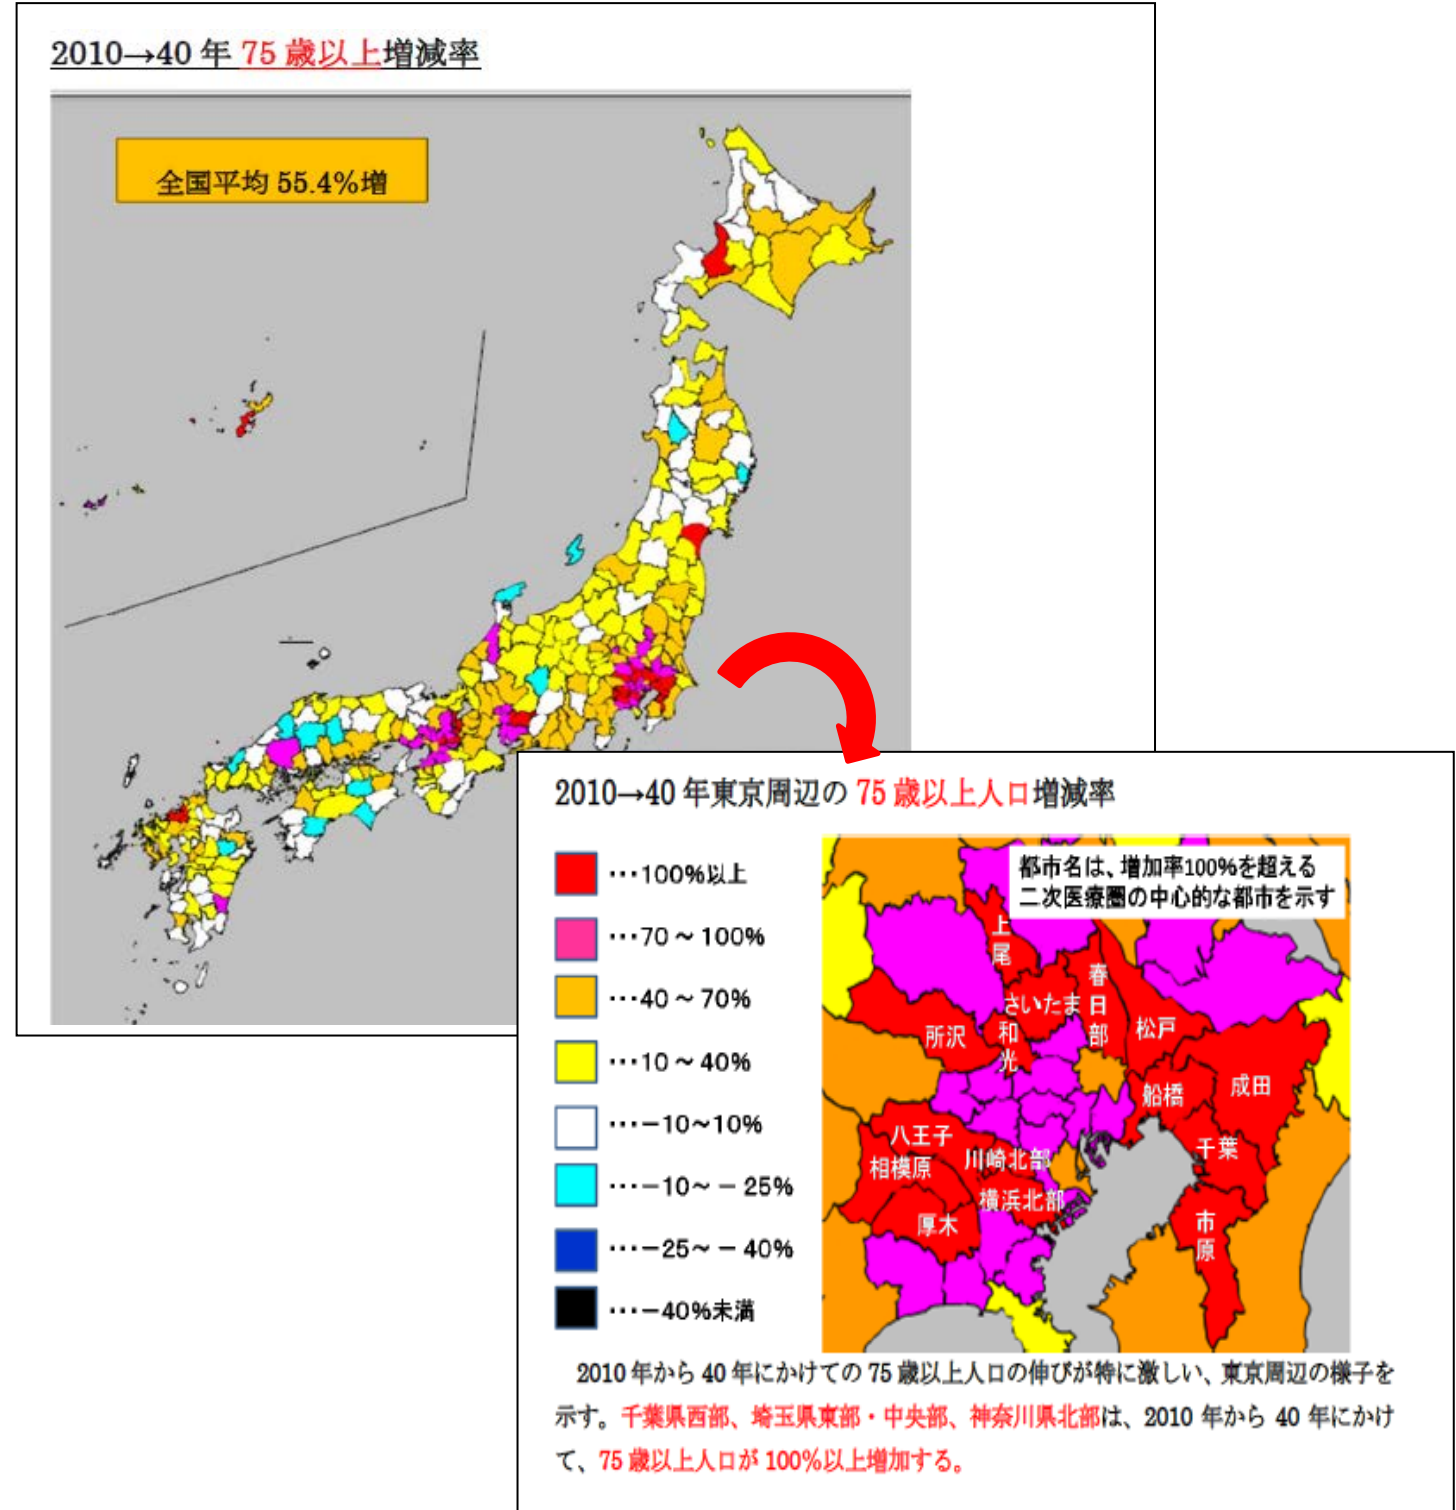 2010→40 年 75 歳以上増減率
全国平均 55.4%増
2010→40 年東京周辺の 75 歳以上人口増減率
…100%以上
…70 ~ 100%
…40 ~ 70%
…10 ~ 40%
…−10~10%
…−10~ − 25%
…−25~ − 40%
…−40%未満
都市名は、増加率100%を超える
二次医療圏の中心的な都市を示す
上尾
春日部
さいたま
所沢
和光
松戸
船橋
成田
八王子
相模原
川崎北部
千葉
横浜北部
厚木
市原
2010 年から 40 年にかけての 75 歳以上人口の伸びが特に激しい、東京周辺の様子を
示す。千葉県西部、埼玉県東部・中央部、神奈川県北部は、2010 年から 40 年にかけ
て、75 歳以上人口が 100%以上増加する。